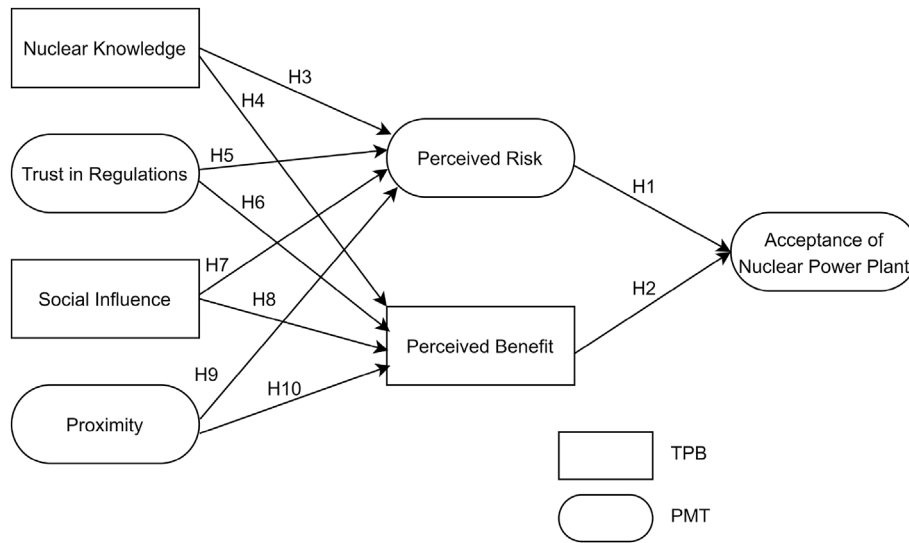 Nuclear Knowledge
H3
H4
Trust in Regulations
H5
H6
Perceived Risk
H1
Social Influence
H7
H8
Acceptance of
Nuclear Power Plant
H2
Perceived Benefit
H9
H10
Proximity
TPB
PMT